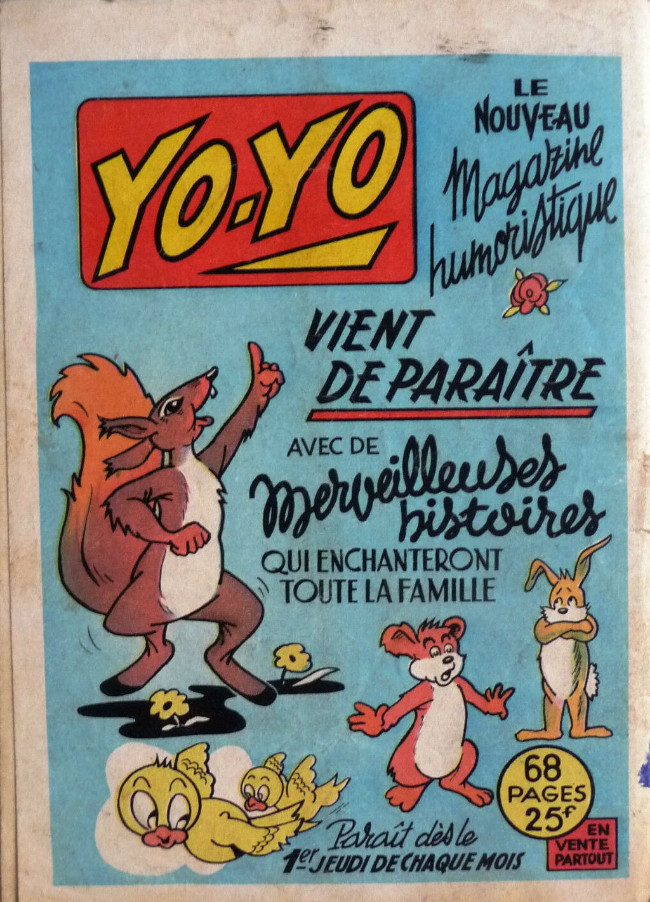 YO-YO
LE
NOUVEAU
Magazine
humoristique
VIENT
DE PARAÎTRE
AVEC DE
Merveilleuses
histoires
QUI ENCHANTERONT
TOUTE LA FAMILLE
68
PAGES
25F
Paraît dès le
1er JEUDI DE CHAQUE MOIS
EN
VENTE
PARTOUT